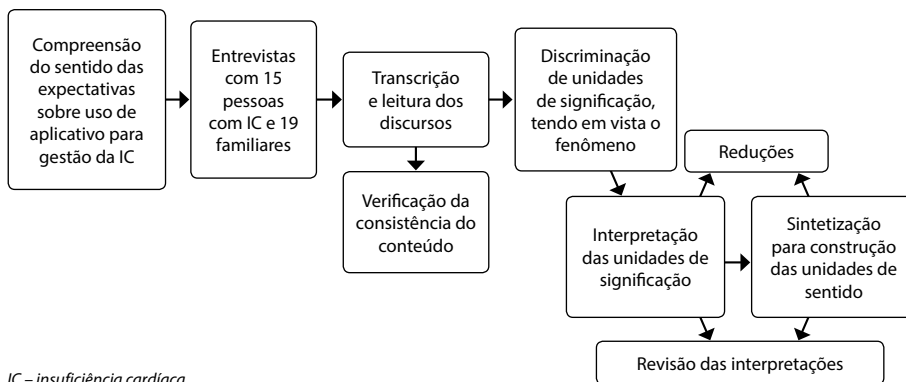 Compreensão
do sentido das
expectativas
sobre uso de
aplicativo para
gestão da IC
Entrevistas
com 15
pessoas
com IC e 19
familiares
Transcrição
e leitura dos
discursos
Verificação da
consistência do
conteúdo
Discriminação
de unidades
de significação,
tendo em vista o
fenômeno
Reduções
Interpretação
das unidades de
significação
Sintetização
para construção
das unidades de
sentido
Revisão das interpretações
IC – insuficiência cardíaca